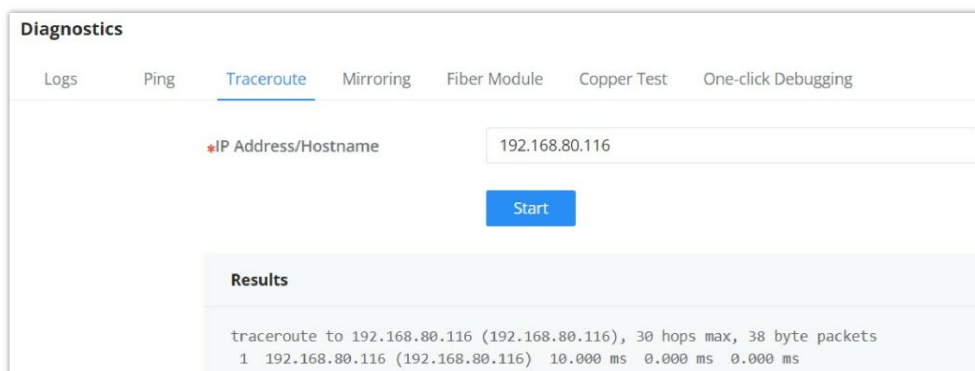 Diagnostics
Logs Ping Traceroute Mirroring Fiber Module Copper Test One-click Debugging
*IP Address/Hostname 192.168.80.116
Start
Results
traceroute to 192.168.80.116 (192.168.80.116), 30 hops max, 38 byte packets
1 192.168.80.116 (192.168.80.116) 10.000 ms 0.000 ms 0.000 ms